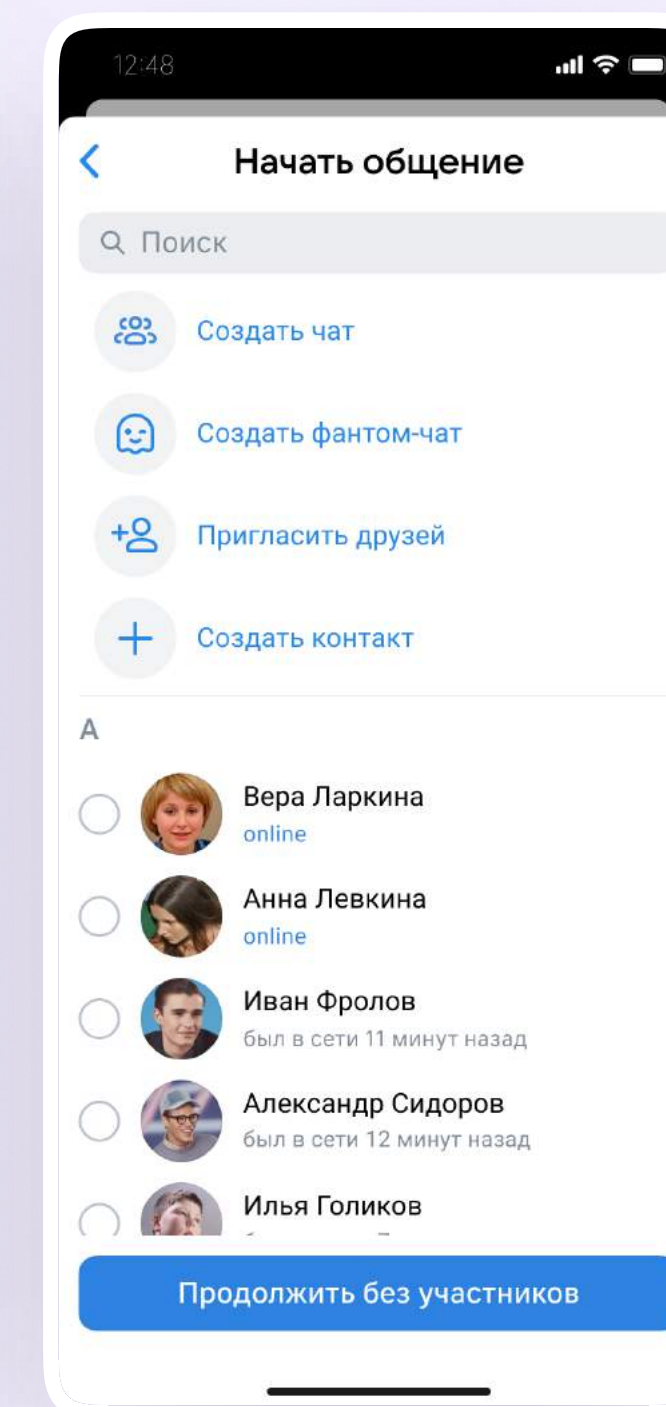 12:48
Начать общение
Поиск
Создать чат
Создать фантом-чат
Пригласить друзей
Создать контакт
А
Вера Ларкина
online
Анна Левкина
online
Иван Фролов
был в сети 11 минут назад
Александр Сидоров
был в сети 12 минут назад
Илья Голиков
Продолжить без участников